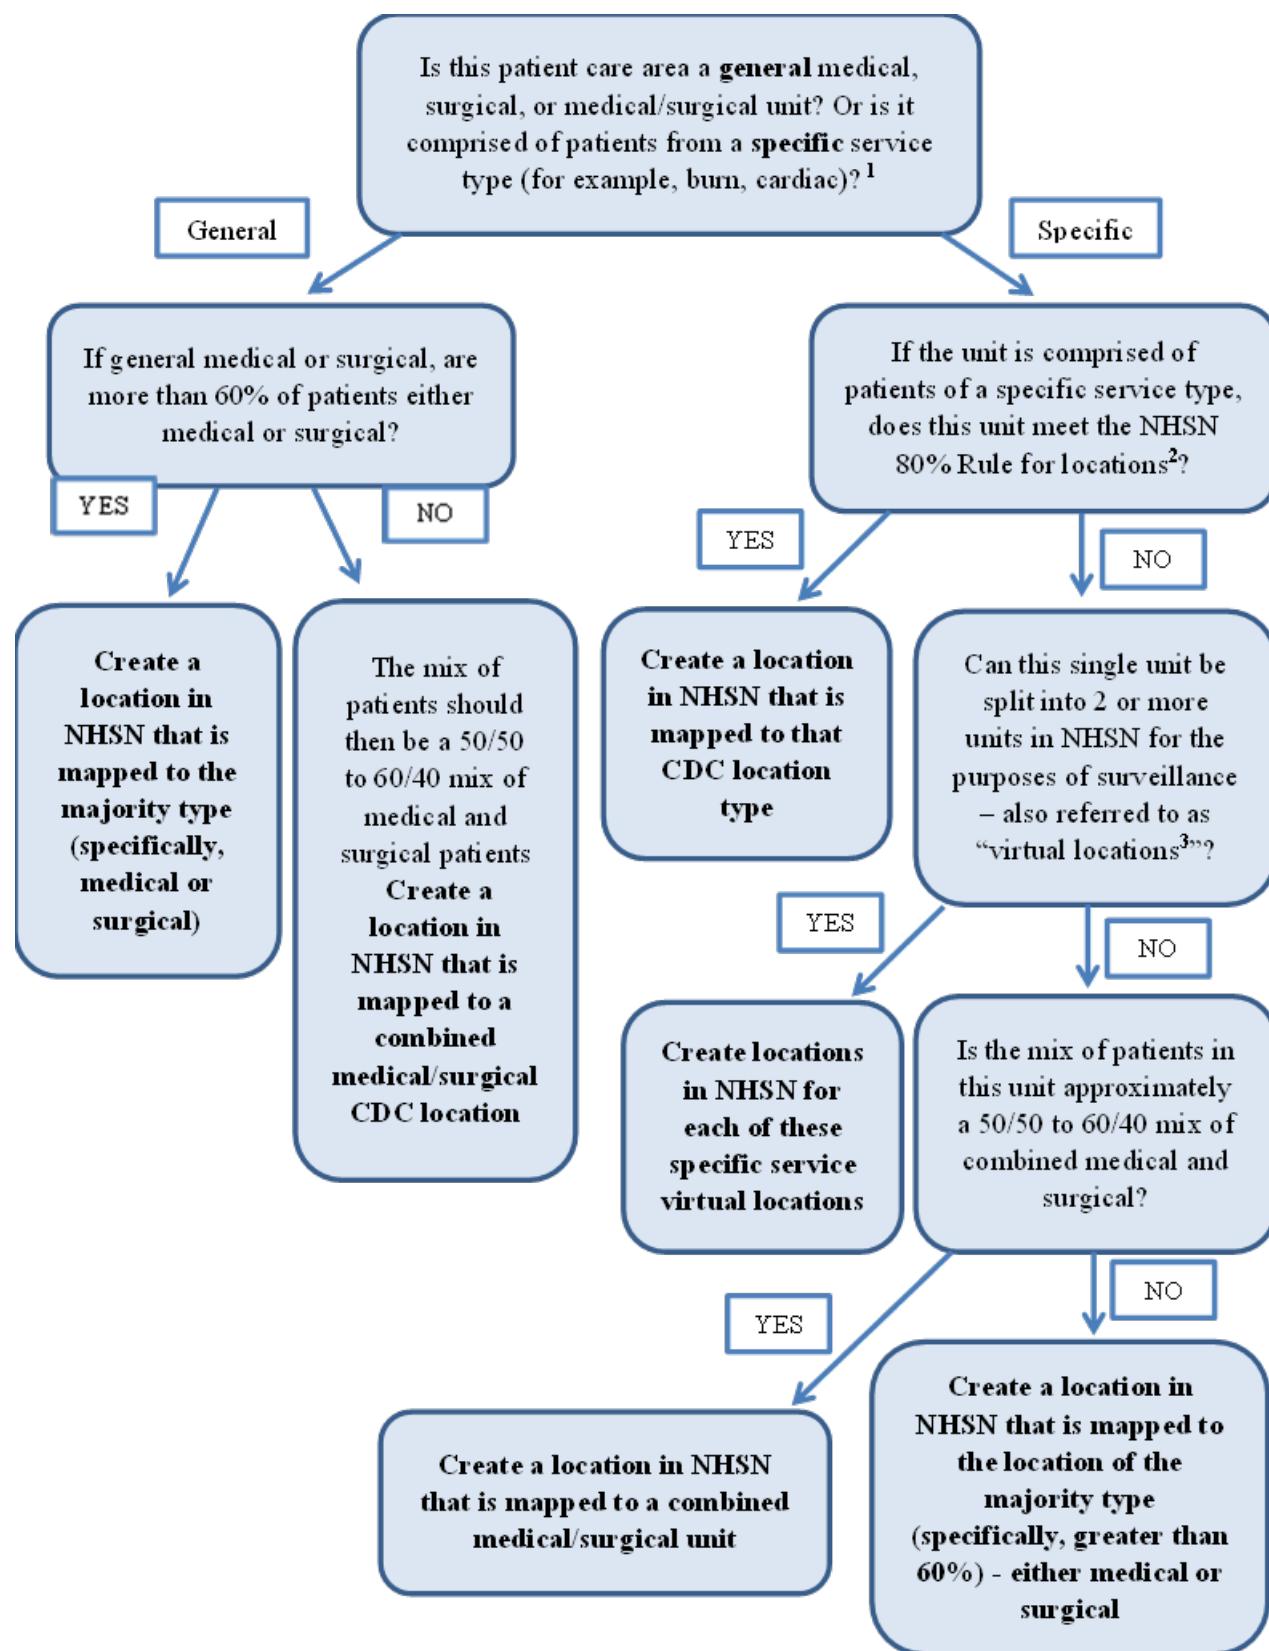 Is this patient care area a general medical,
surgical, or medical/surgical unit? Or is it
comprised of patients from a specific service
type (for example, burn, cardiac)? 1
General
Specific
If general medical or surgical, are
more than 60% of patients either
medical or surgical?
If the unit is comprised of
patients of a specific service type,
does this unit meet the NHSN
80% Rule for locations2?
YES
NO
YES
NO
Create a
location in
NHSN that is
mapped to the
majority type
(specifically,
medical or
surgical)
The mix of
patients should
then be a 50/50
to 60/40 mix of
medical and
surgical patients
Create a
location in
NHSN that is
mapped to a
combined
medical/surgical
CDC location
Create a location
in NHSN that is
mapped to that
CDC location
type
Can this single unit be
split into 2 or more
units in NHSN for the
purposes of surveillance
– also referred to as
“virtual locations3”?
YES
NO
Create locations
in NHSN for
each of these
specific service
virtual locations
Is the mix of patients in
this unit approximately
a 50/50 to 60/40 mix of
combined medical and
surgical?
YES
NO
Create a location in NHSN
that is mapped to a combined
medical/surgical unit
Create a location in
NHSN that is mapped to
the location of the
majority type
(specifically, greater than
60%) - either medical or
surgical